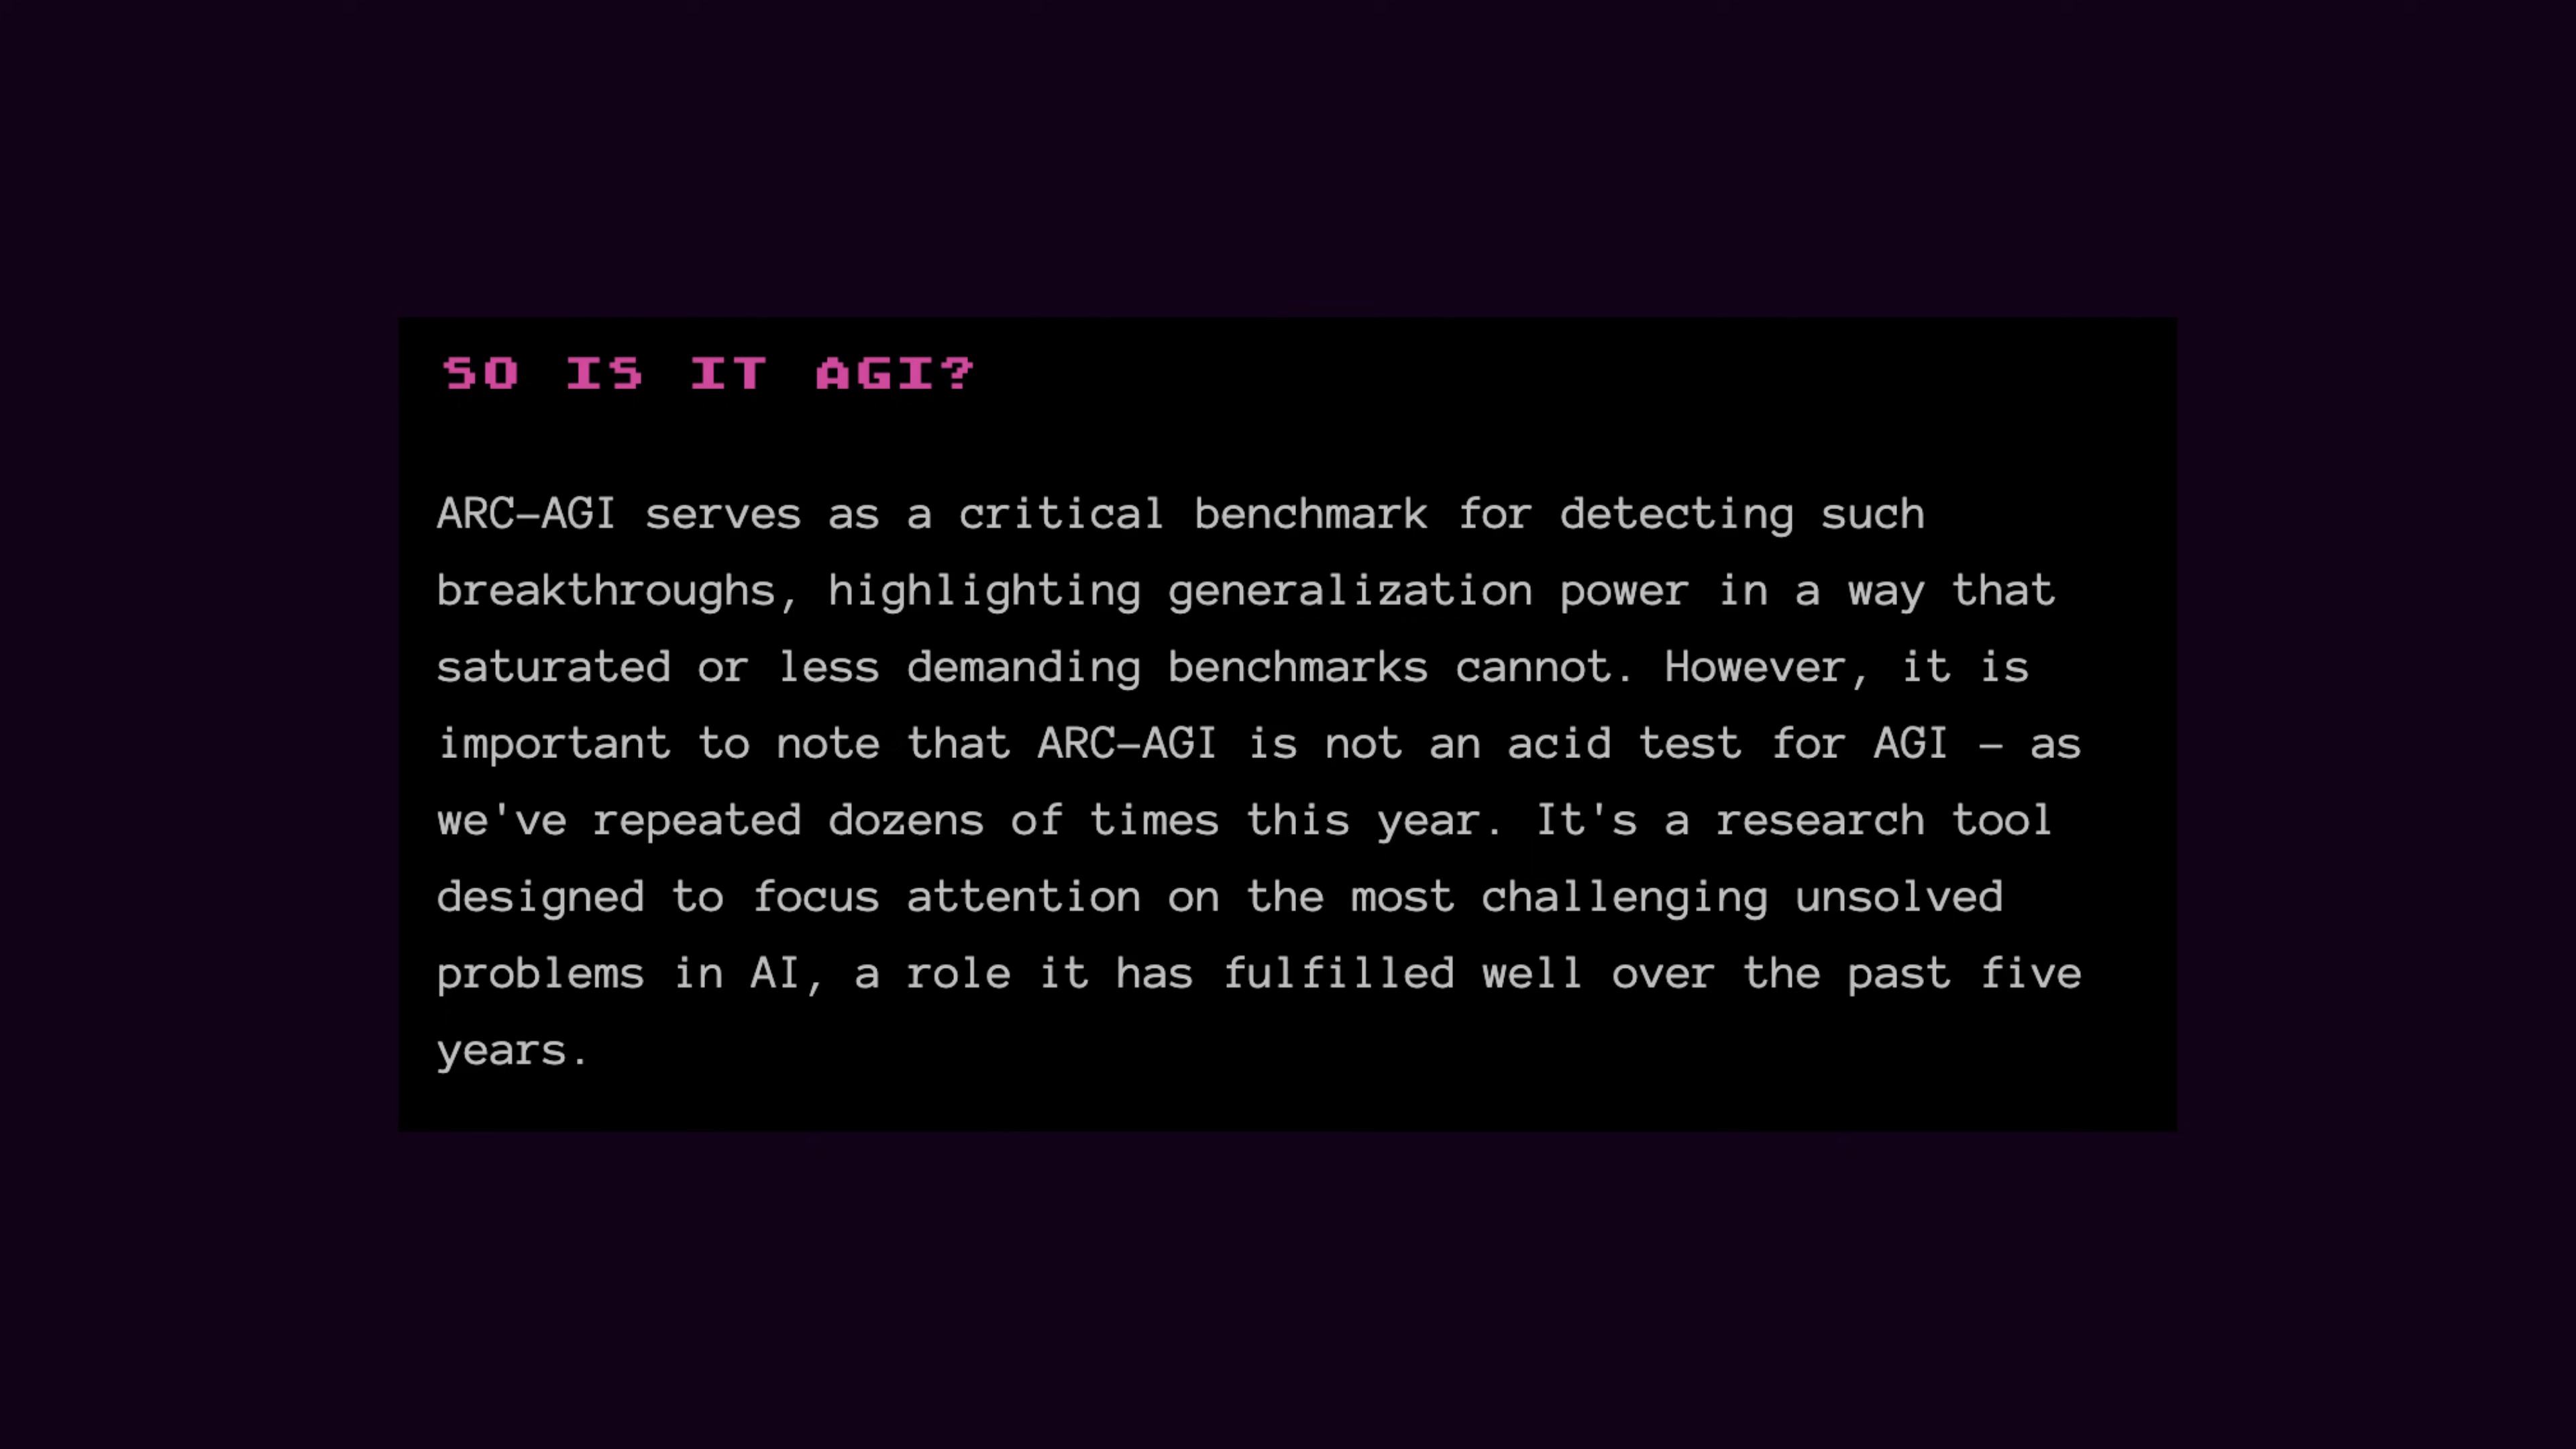 SO IS IT AGI?
ARC-AGI serves as a critical benchmark for detecting such
breakthroughs, highlighting generalization power in a way that
saturated or less demanding benchmarks cannot. However, it is
important to note that ARC-AGI is not an acid test for AGI – as
we've repeated dozens of times this year. It's a research tool
designed to focus attention on the most challenging unsolved
problems in AI, a role it has fulfilled well over the past five
years.